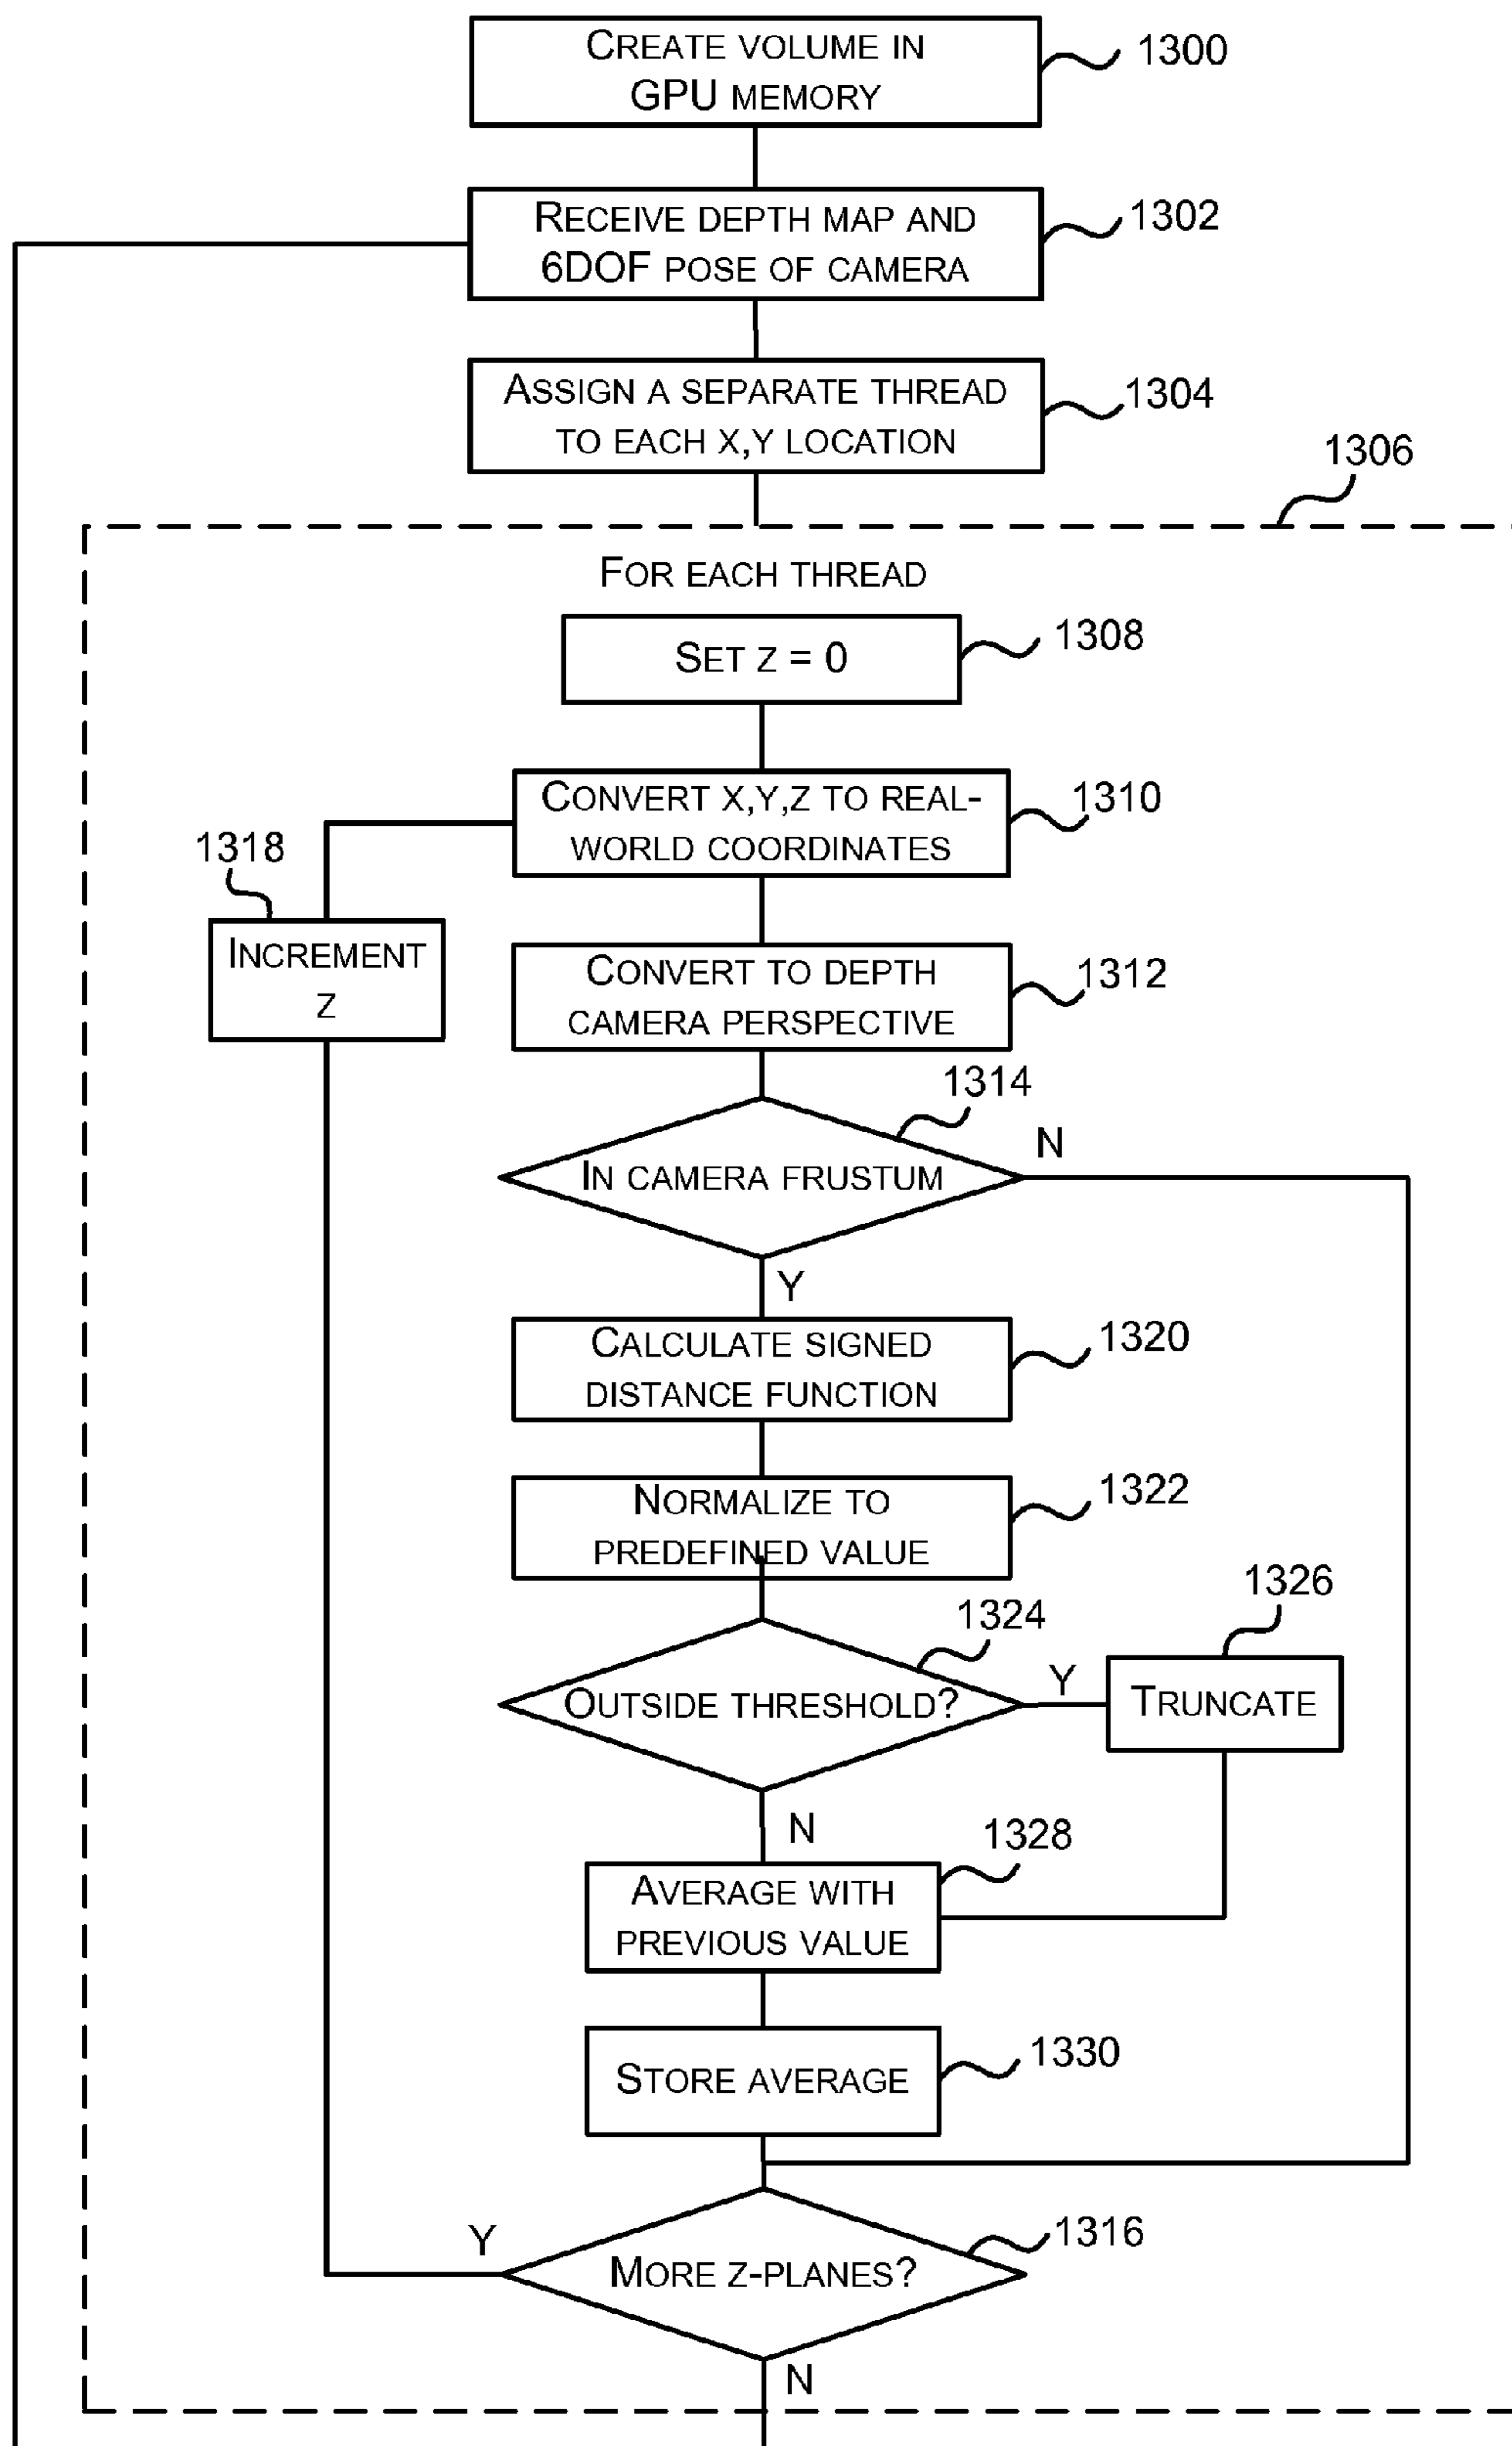 CREATE VOLUME IN
GPU MEMORY
1300
RECEIVE DEPTH MAP AND
6DOF POSE OF CAMERA
1302
ASSIGN A SEPARATE THREAD
TO EACH X,Y LOCATION
1304
1306
FOR EACH THREAD
SET Z = 0
1308
CONVERT X,Y,Z TO REAL-
WORLD COORDINATES
1310
1318
INCREMENT
Z
CONVERT TO DEPTH
CAMERA PERSPECTIVE
1312
1314
IN CAMERA FRUSTUM
N
Y
CALCULATE SIGNED
DISTANCE FUNCTION
1320
NORMALIZE TO
PREDEFINED VALUE
1322
1324
OUTSIDE THRESHOLD?
Y
1326
TRUNCATE
N
1328
AVERAGE WITH
PREVIOUS VALUE
STORE AVERAGE
1330
Y
MORE Z-PLANES?
1316
N